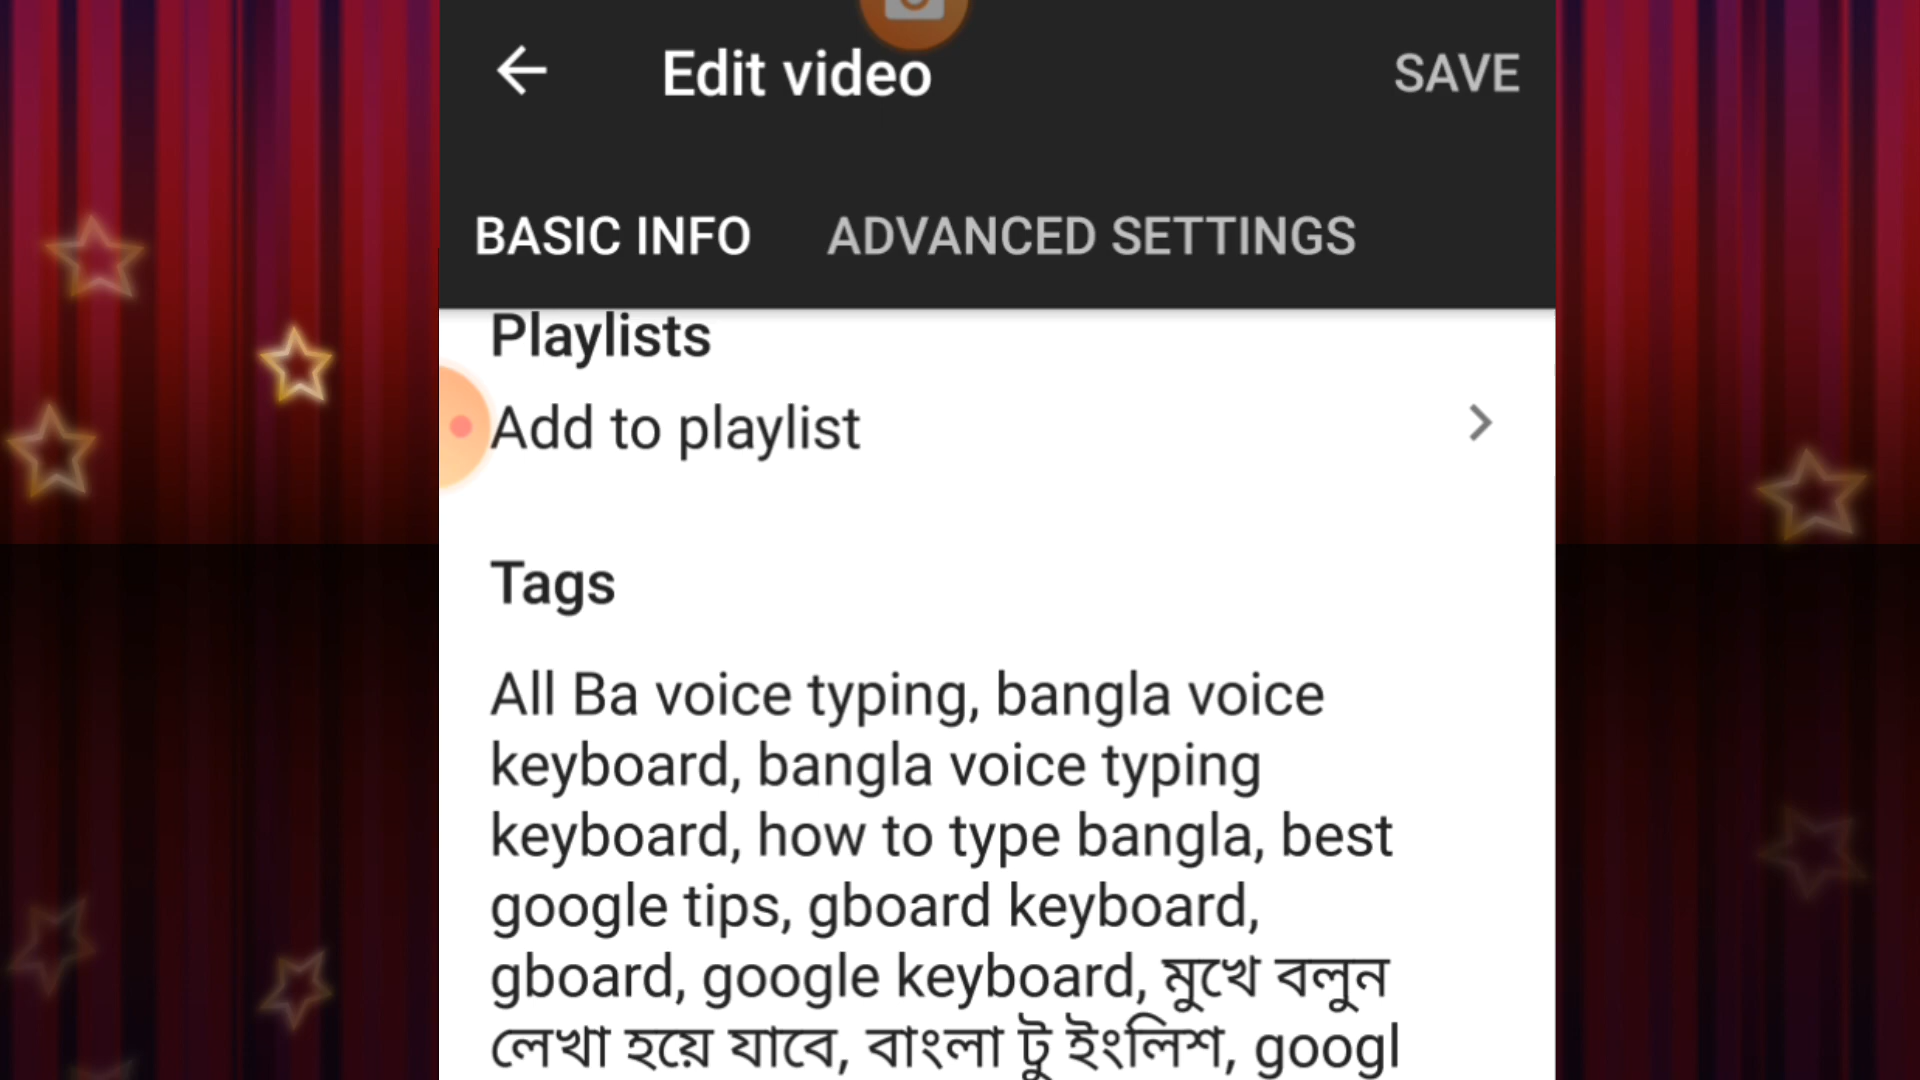 Edit video
SAVE
BASIC INFO ADVANCED SETTINGS
Playlists
Add to playlist
Tags
All Ba voice typing, bangla voice
keyboard, bangla voice typing
keyboard, how to type bangla, best
google tips, gboard keyboard,
gboard, google keyboard, মুখে বলুন
লেখা হয়ে যাবে, বাংলা টু ইংলিশ, googl